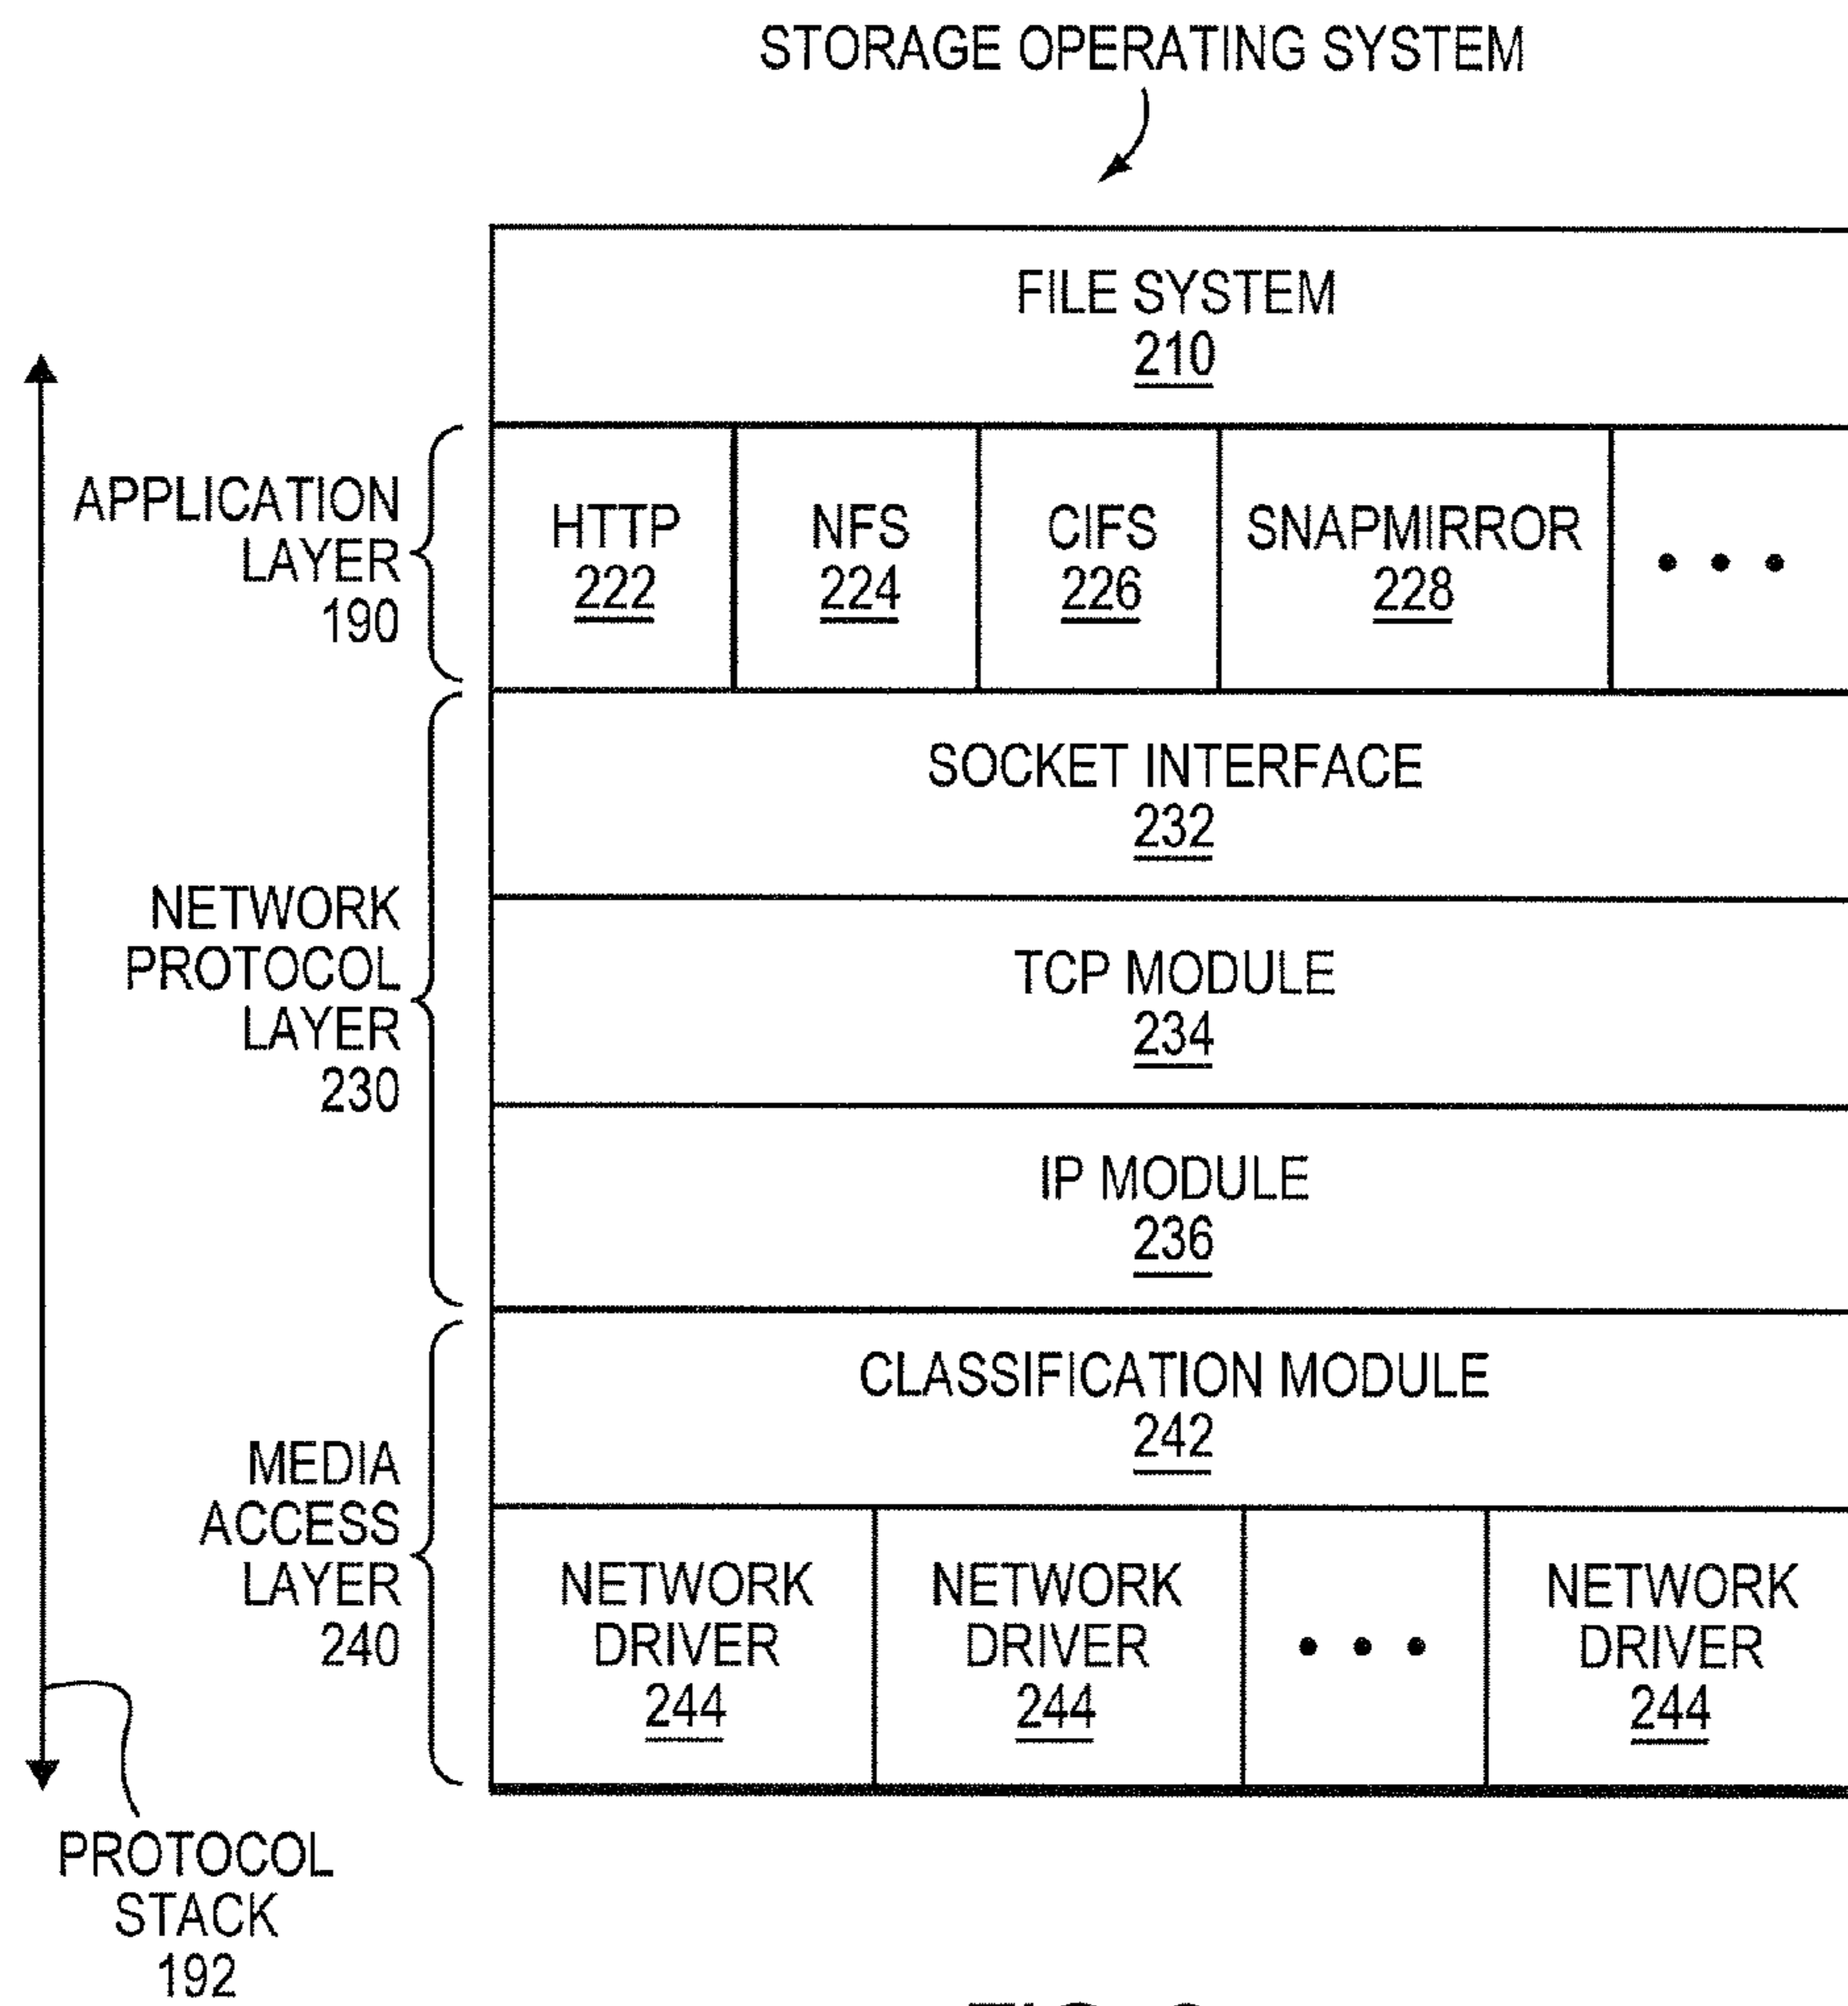 STORAGE OPERATING SYSTEM
FILE SYSTEM
210
APPLICATION
LAYER
190
HTTP
222
NFS
224
CIFS
226
SNAPMIRROR
228
• • •
NETWORK
PROTOCOL
LAYER
230
SOCKET INTERFACE
232
TCP MODULE
234
IP MODULE
236
MEDIA
ACCESS
LAYER
240
CLASSIFICATION MODULE
242
NETWORK
DRIVER
244
NETWORK
DRIVER
244
• • •
NETWORK
DRIVER
244
PROTOCOL
STACK
192